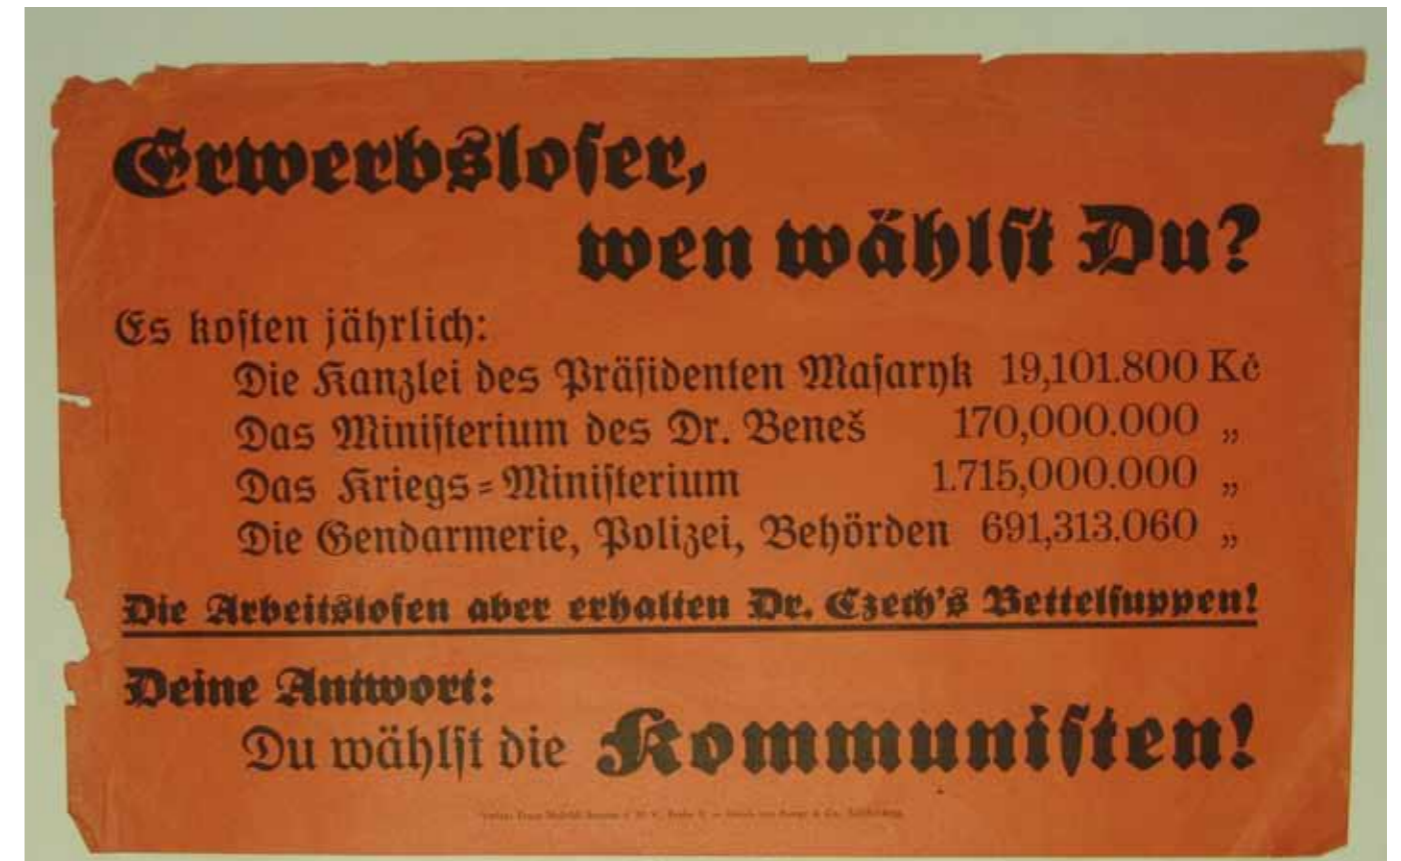 Erwerbsloser,
wen wählst Du?
Es kosten jährlich:
Die Kanzlei des Präsidenten Masaryk 19,101.800 Kč
Das Ministerium des Dr. Beneš 170,000.000 „
Das Kriegs-Ministerium 1.715,000.000 „
Die Gendarmerie, Polizei, Behörden 691,313.060 „
Die Arbeitslosen aber erhalten Dr. Czech's Bettelsuppen!
Deine Antwort:
Du wählst die Kommunisten!